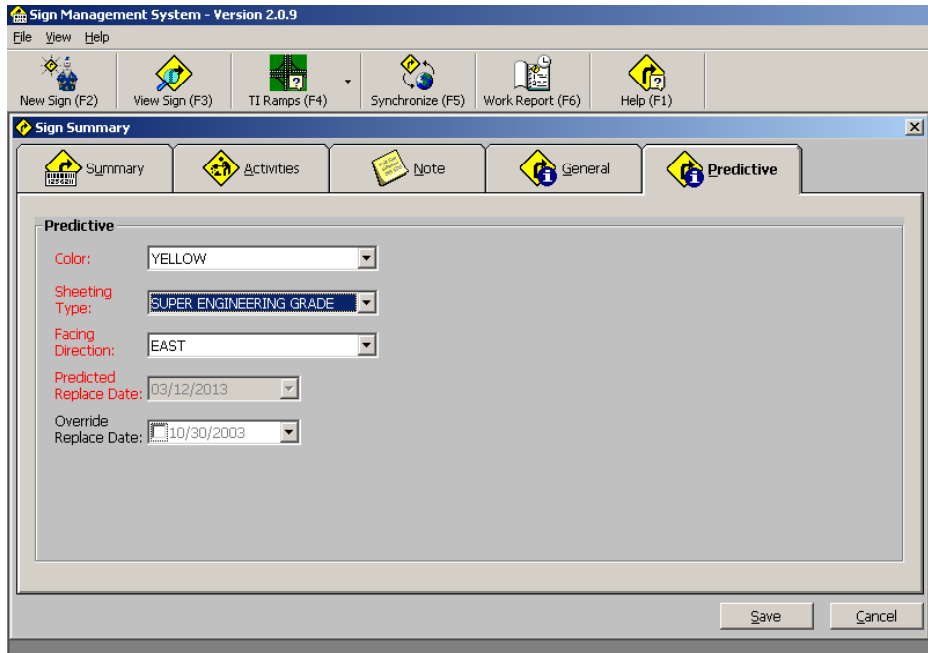 Sign Management System - Version 2.0.9
File View Help
New Sign (F2) View Sign (F3) TI Ramps (F4) Synchronize (F5) Work Report (F6) Help (F1)
Sign Summary
Summary Activities Note General Predictive
Predictive
Color: YELLOW
Sheeting
Type: SUPER ENGINEERING GRADE
Facing
Direction: EAST
Predicted
Replace Date: 03/12/2013
Override
Replace Date: 10/30/2003
Save Cancel